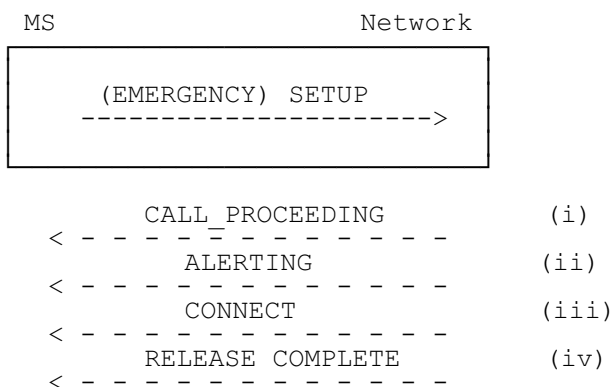 MS Network
(EMERGENCY) SETUP
---------------------->
CALL_PROCEEDING (i)
< - - - - - - - - - - - -
ALERTING (ii)
< - - - - - - - - - - - -
CONNECT (iii)
< - - - - - - - - - - - -
RELEASE COMPLETE (iv)
< - - - - - - - - - - - -